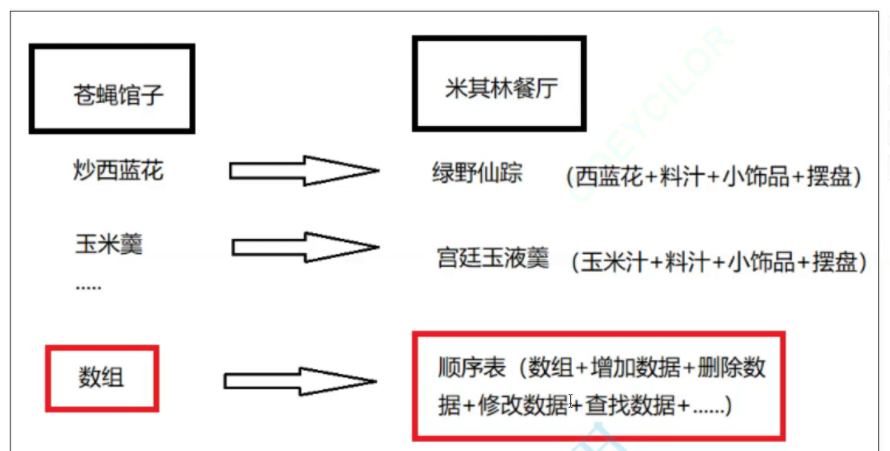 苍蝇馆子
米其林餐厅
炒西蓝花
绿野仙踪 (西蓝花+料汁+小饰品+摆盘)
玉米羹
宫廷玉液羹 (玉米汁+料汁+小饰品+摆盘)
.....
数组
顺序表（数组+增加数据+删除数
据+修改数据+查找数据+......)